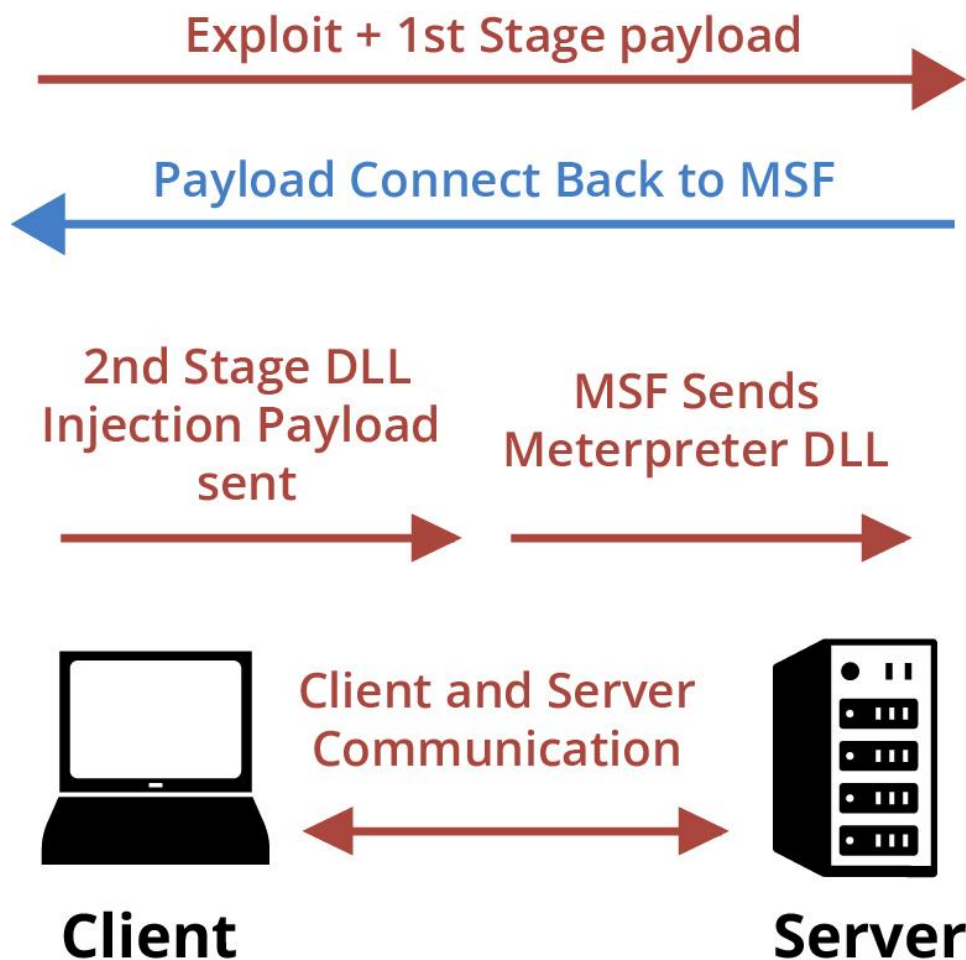 Exploit + 1st Stage payload
Payload Connect Back to MSF
2nd Stage DLL
Injection Payload
sent
MSF Sends
Meterpreter DLL
Client and Server
Communication
Client
Server